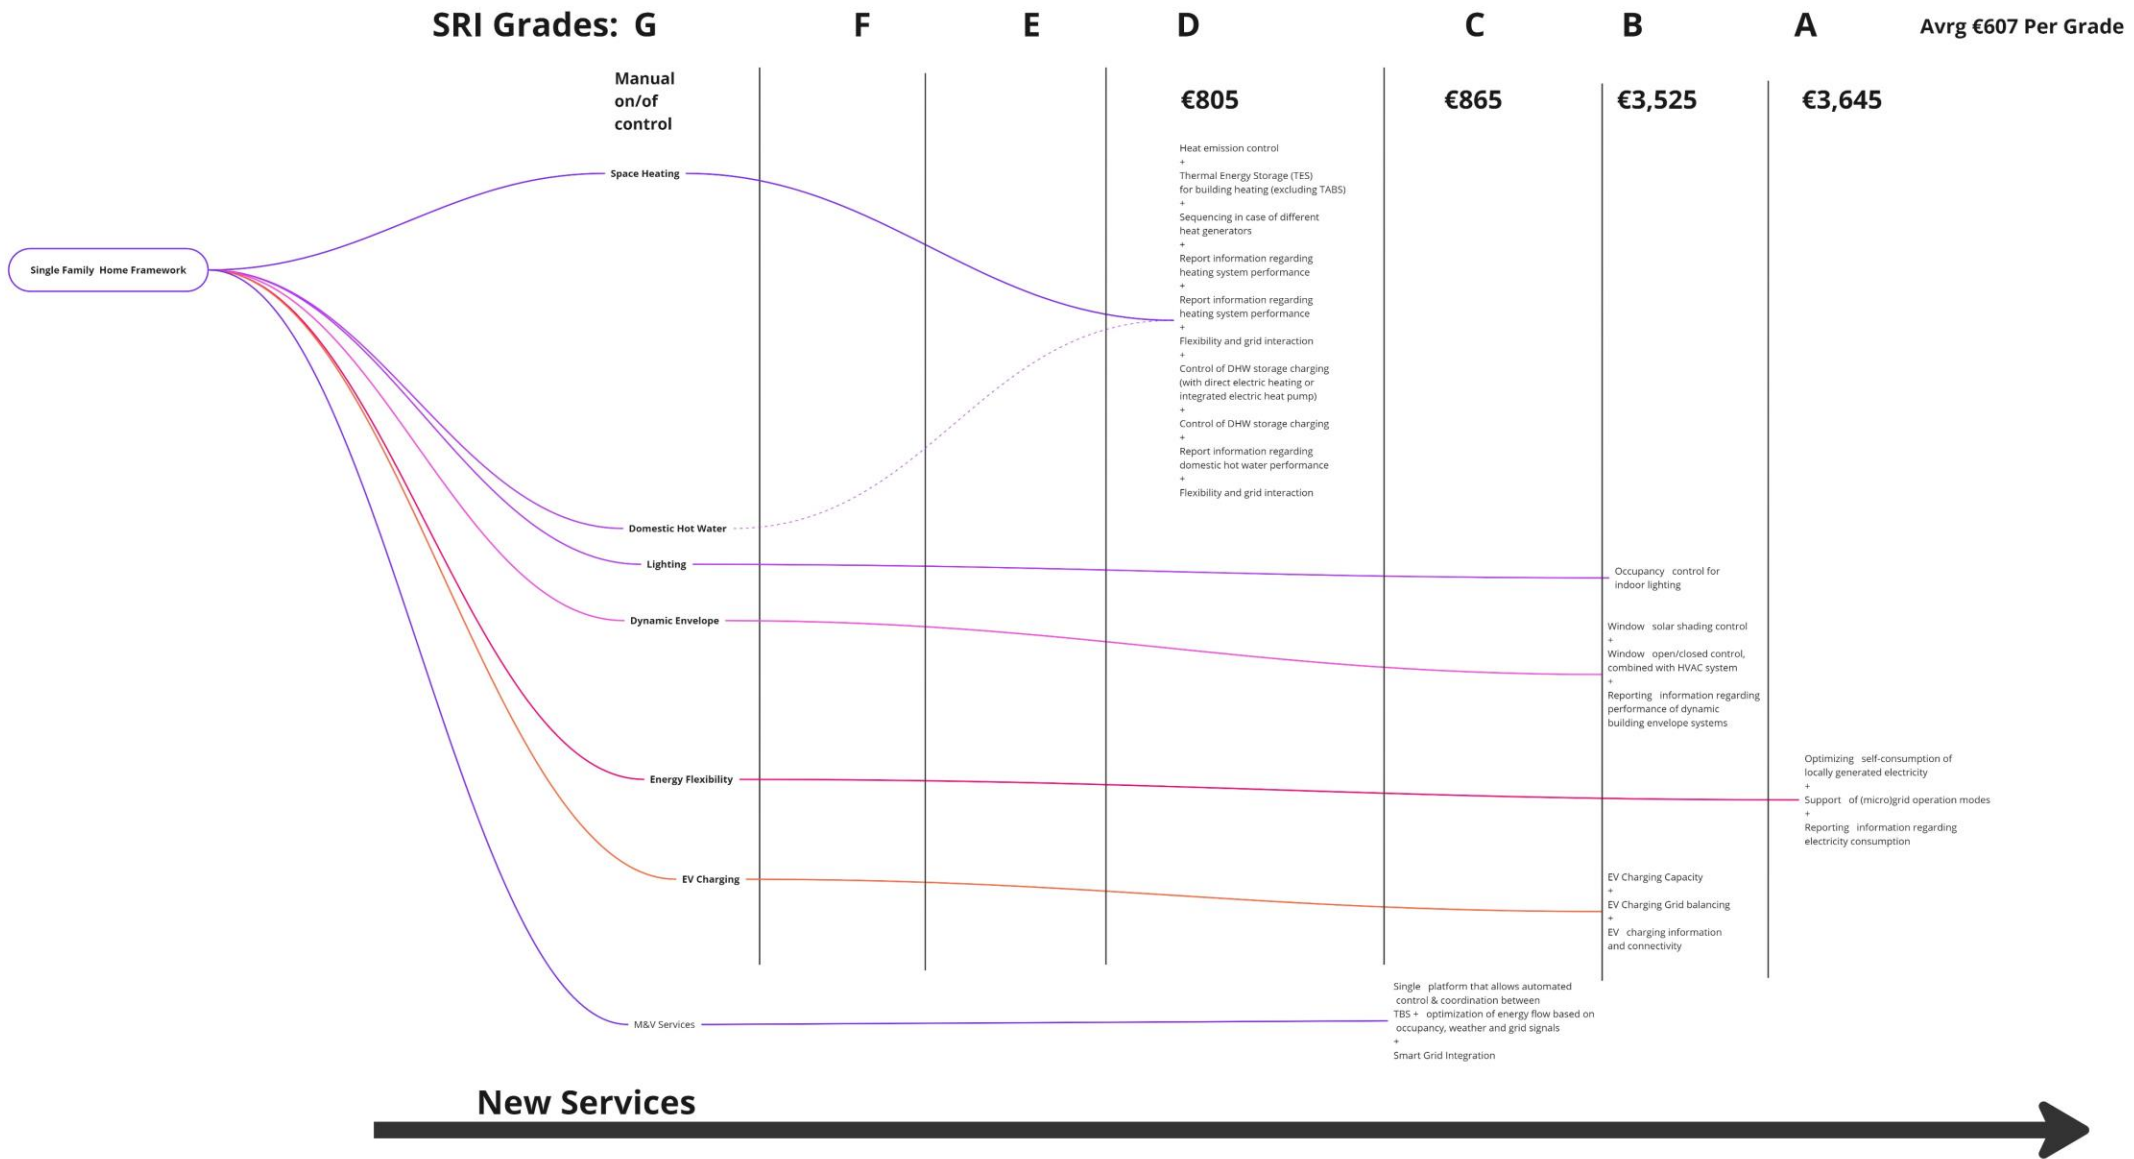 SRI Grades: G F E D C B A Avrg €607 Per Grade
Manual
on/of
control
€805 €865 €3,525 €3,645
Single Family Home Framework
Space Heating
Heat emission control
+
Thermal Energy Storage (TES)
for building heating (excluding TABS)
+
Sequencing in case of different
heat generators
+
Report information regarding
heating system performance
+
Report information regarding
heating system performance
+
Flexibility and grid interaction
+
Control of DHW storage charging
(with direct electric heating or
integrated electric heat pump)
+
Control of DHW storage charging
+
Report information regarding
domestic hot water performance
+
Flexibility and grid interaction
Domestic Hot Water
Lighting
Occupancy control for
indoor lighting
Dynamic Envelope
Window solar shading control
+
Window open/closed control,
combined with HVAC system
+
Reporting information regarding
performance of dynamic
building envelope systems
Energy Flexibility
Optimizing self-consumption of
locally generated electricity
+
Support of (micro)grid operation modes
+
Reporting information regarding
electricity consumption
EV Charging
EV Charging Capacity
+
EV Charging Grid balancing
+
EV charging information
and connectivity
M&V Services
Single platform that allows automated
control & coordination between
TBS + optimization of energy flow based on
occupancy, weather and grid signals
+
Smart Grid Integration
New Services